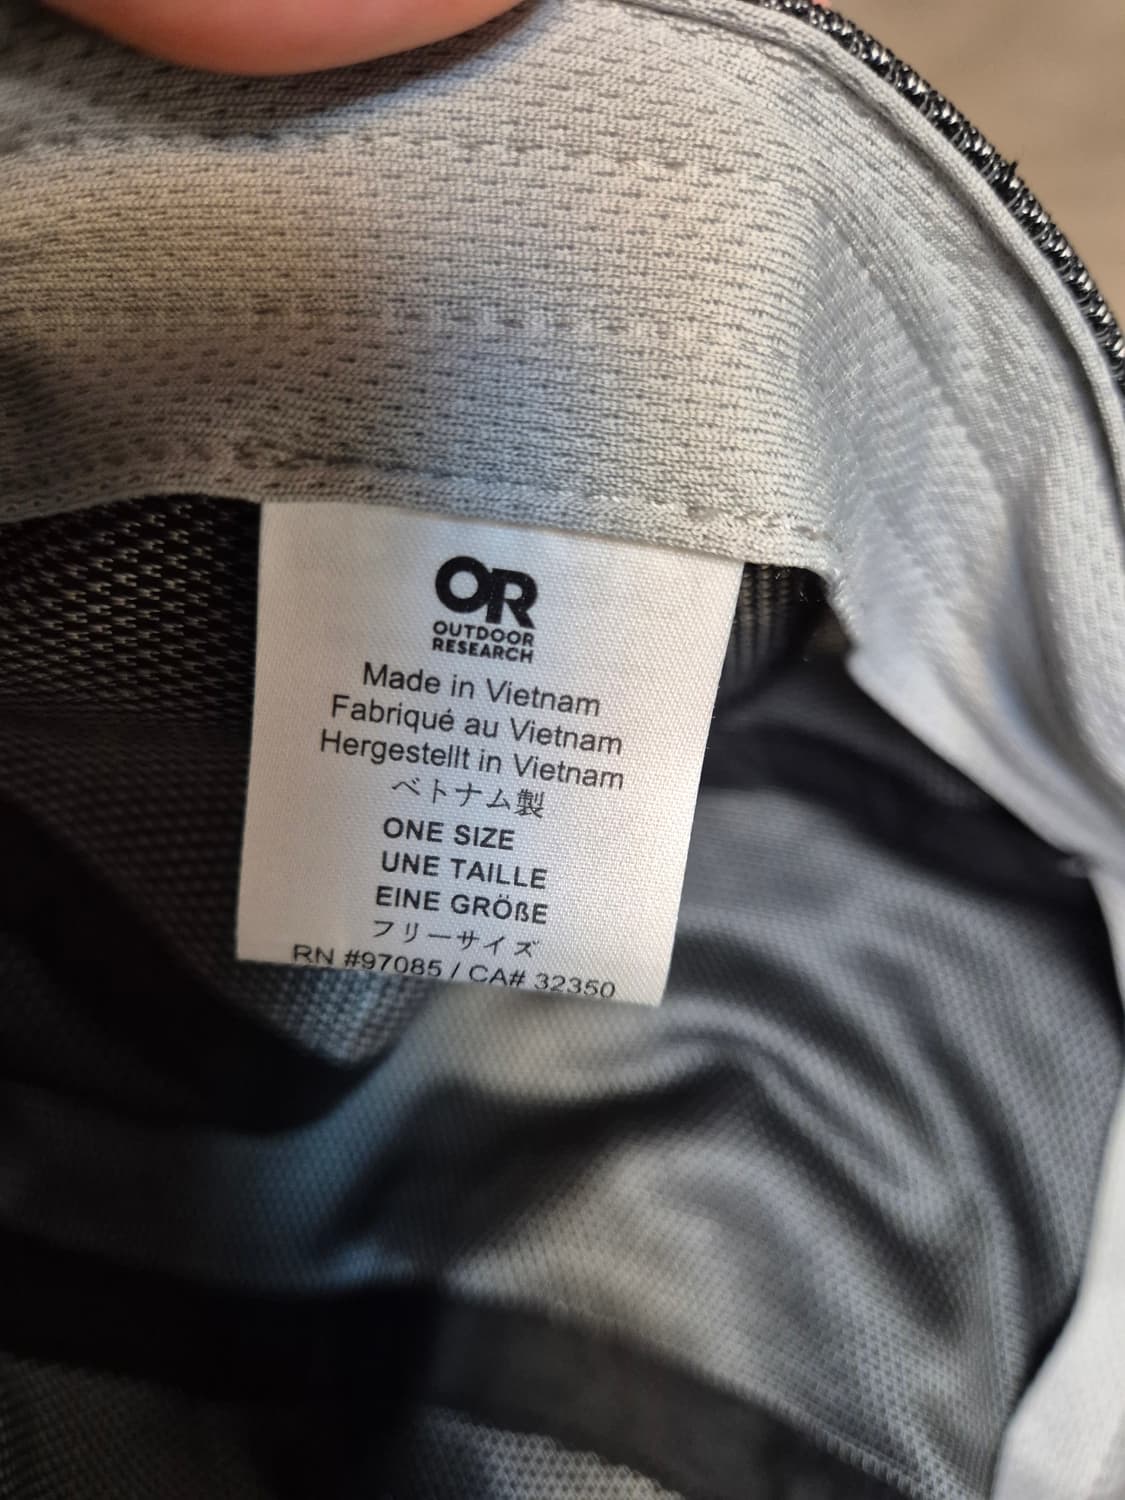 OR
OUTDOOR
RESEARCH
Made in Vietnam
Fabriqué au Vietnam
Hergestellt in Vietnam
ベトナム製
ONE SIZE
UNE TAILLE
EINE GRÖßE
フリーサイズ
RN #97085 / CA# 32350